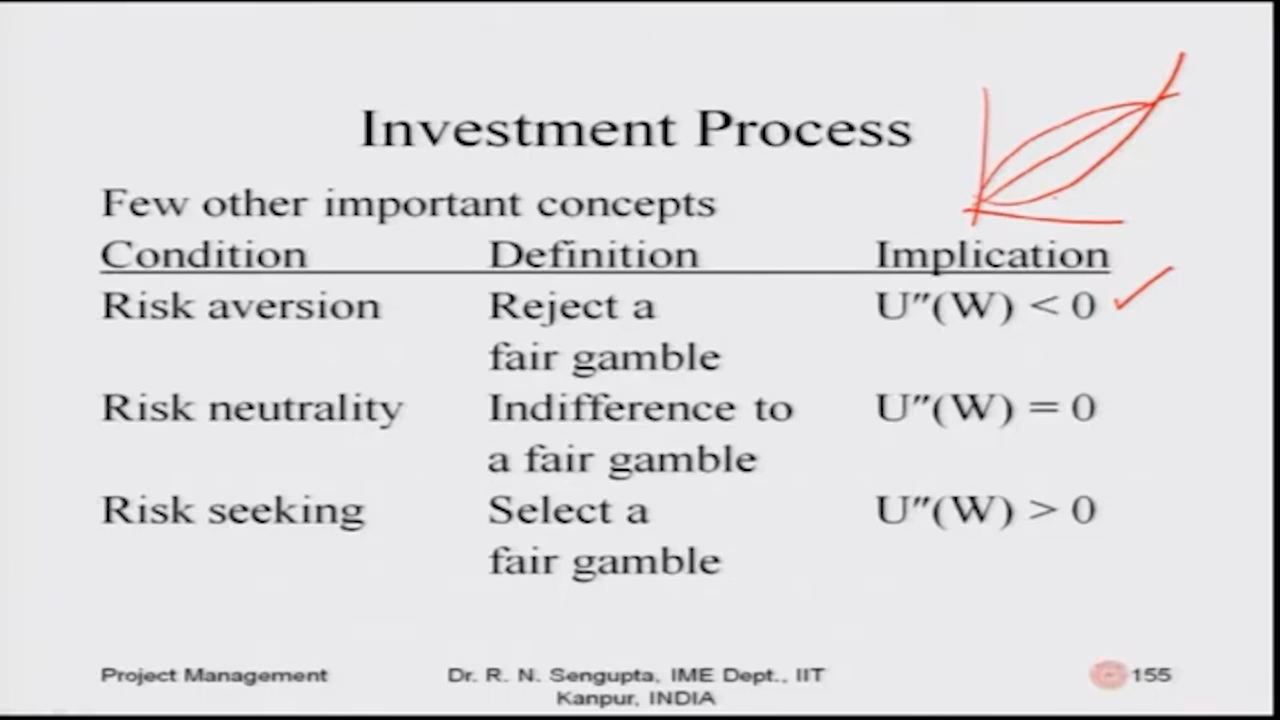 Investment Process
Few other important concepts
Condition Definition Implication
Risk aversion Reject a U″(W) < 0
fair gamble
Risk neutrality Indifference to U″(W) = 0
a fair gamble
Risk seeking Select a U″(W) > 0
fair gamble
Project Management Dr. R. N. Sengupta, IME Dept., IIT 155
Kanpur, INDIA